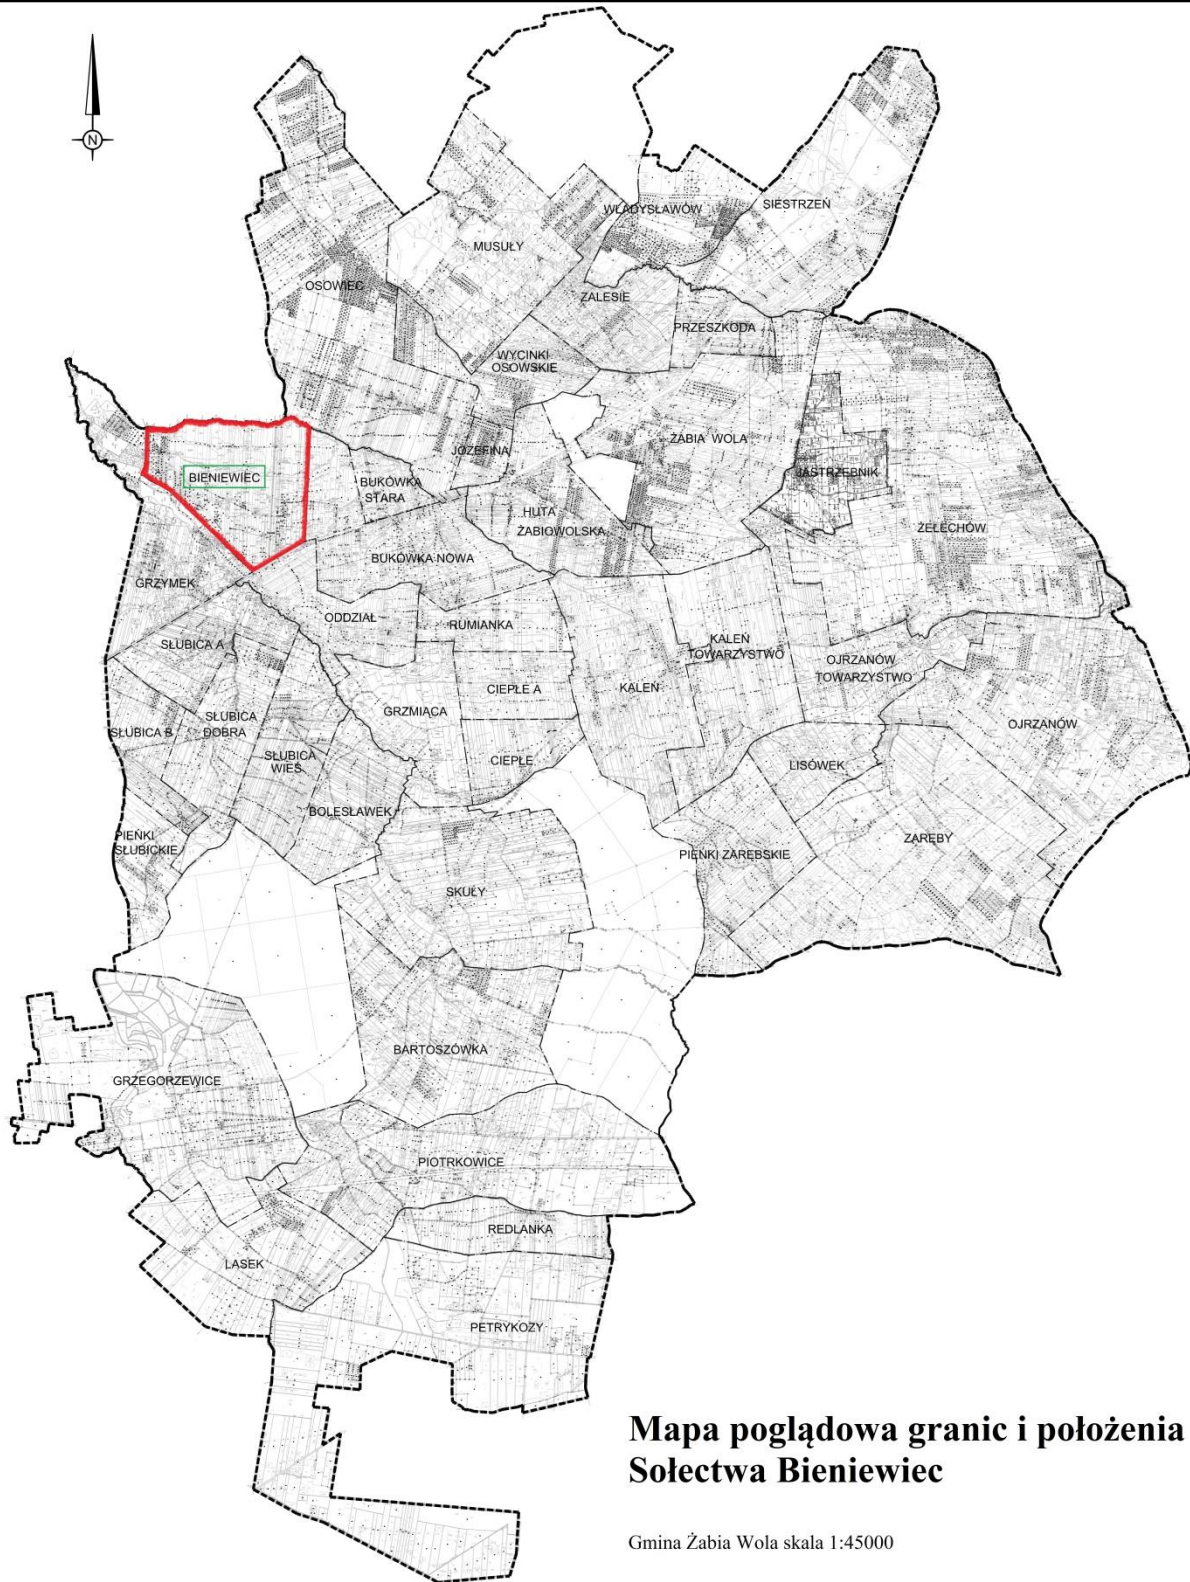 N
WŁADYSŁAWÓW
SIESTRZEŃ
MUSUŁY
OSOWIEC
ZALESIE
PRZESZKODA
WYCINKI
OSOWSKIE
JÓZEFINA
ŻABIA WOLA
JASTRZĘBNIK
BIENIEWIEC
BUKÓWKA
STARA
HUTA
ŻABIOWOLSKA
ŻELECHÓW
BUKÓWKA NOWA
GRZYMEK
ODDZIAŁ
RUMIANKA
SŁUBICA A
KALEŃ
TOWARZYSTWO
OJRZANÓW
TOWARZYSTWO
CIEPŁE A
KALEŃ
GRZMIĄCA
SŁUBICA
DOBRA
SŁUBICA B
OJRZANÓW
SŁUBICA
WIEŚ
CIEPŁE
LISÓWEK
BOLESŁAWEK
PIEŃKI
SŁUBICKIE
ZARĘBY
PIEŃKI ZARĘBSKIE
SKUŁY
BARTOSZÓWKA
GRZEGORZEWICE
PIOTRKOWICE
REDLANKA
LASEK
PETRYKOZY
Mapa poglądowa granic i położenia
Sołectwa Bieniewiec
Gmina Żabia Wola skala 1:45000